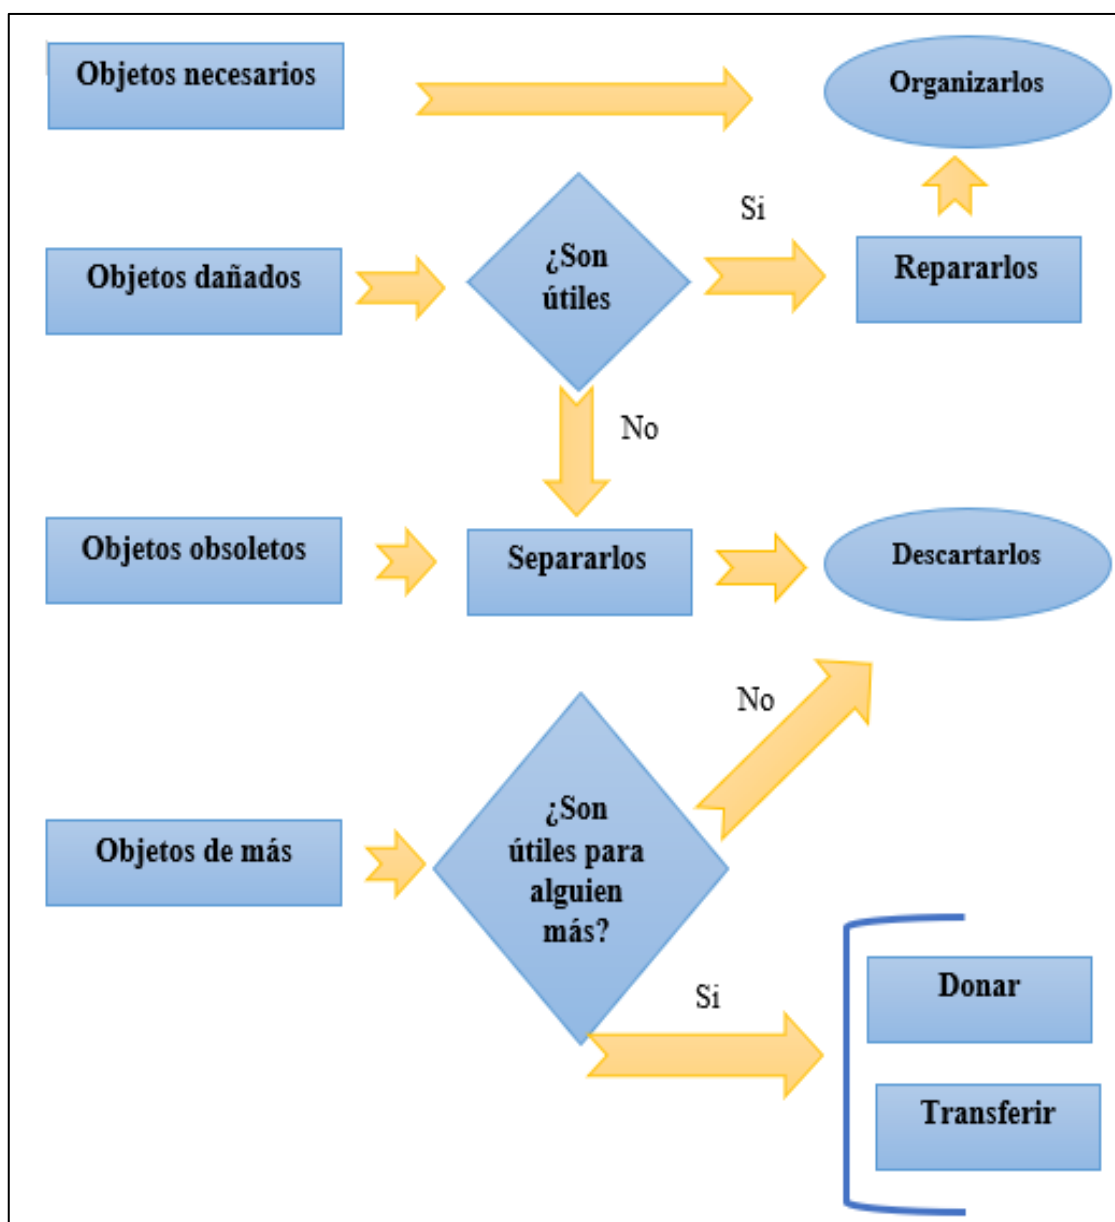 Objetos necesarios
Organizarlos
Si
Objetos dañados
¿Son
útiles
Repararlos
No
Objetos obsoletos
Separarlos
Descartarlos
No
Objetos de más
¿Son
útiles para
alguien
más?
Si
Donar
Transferir